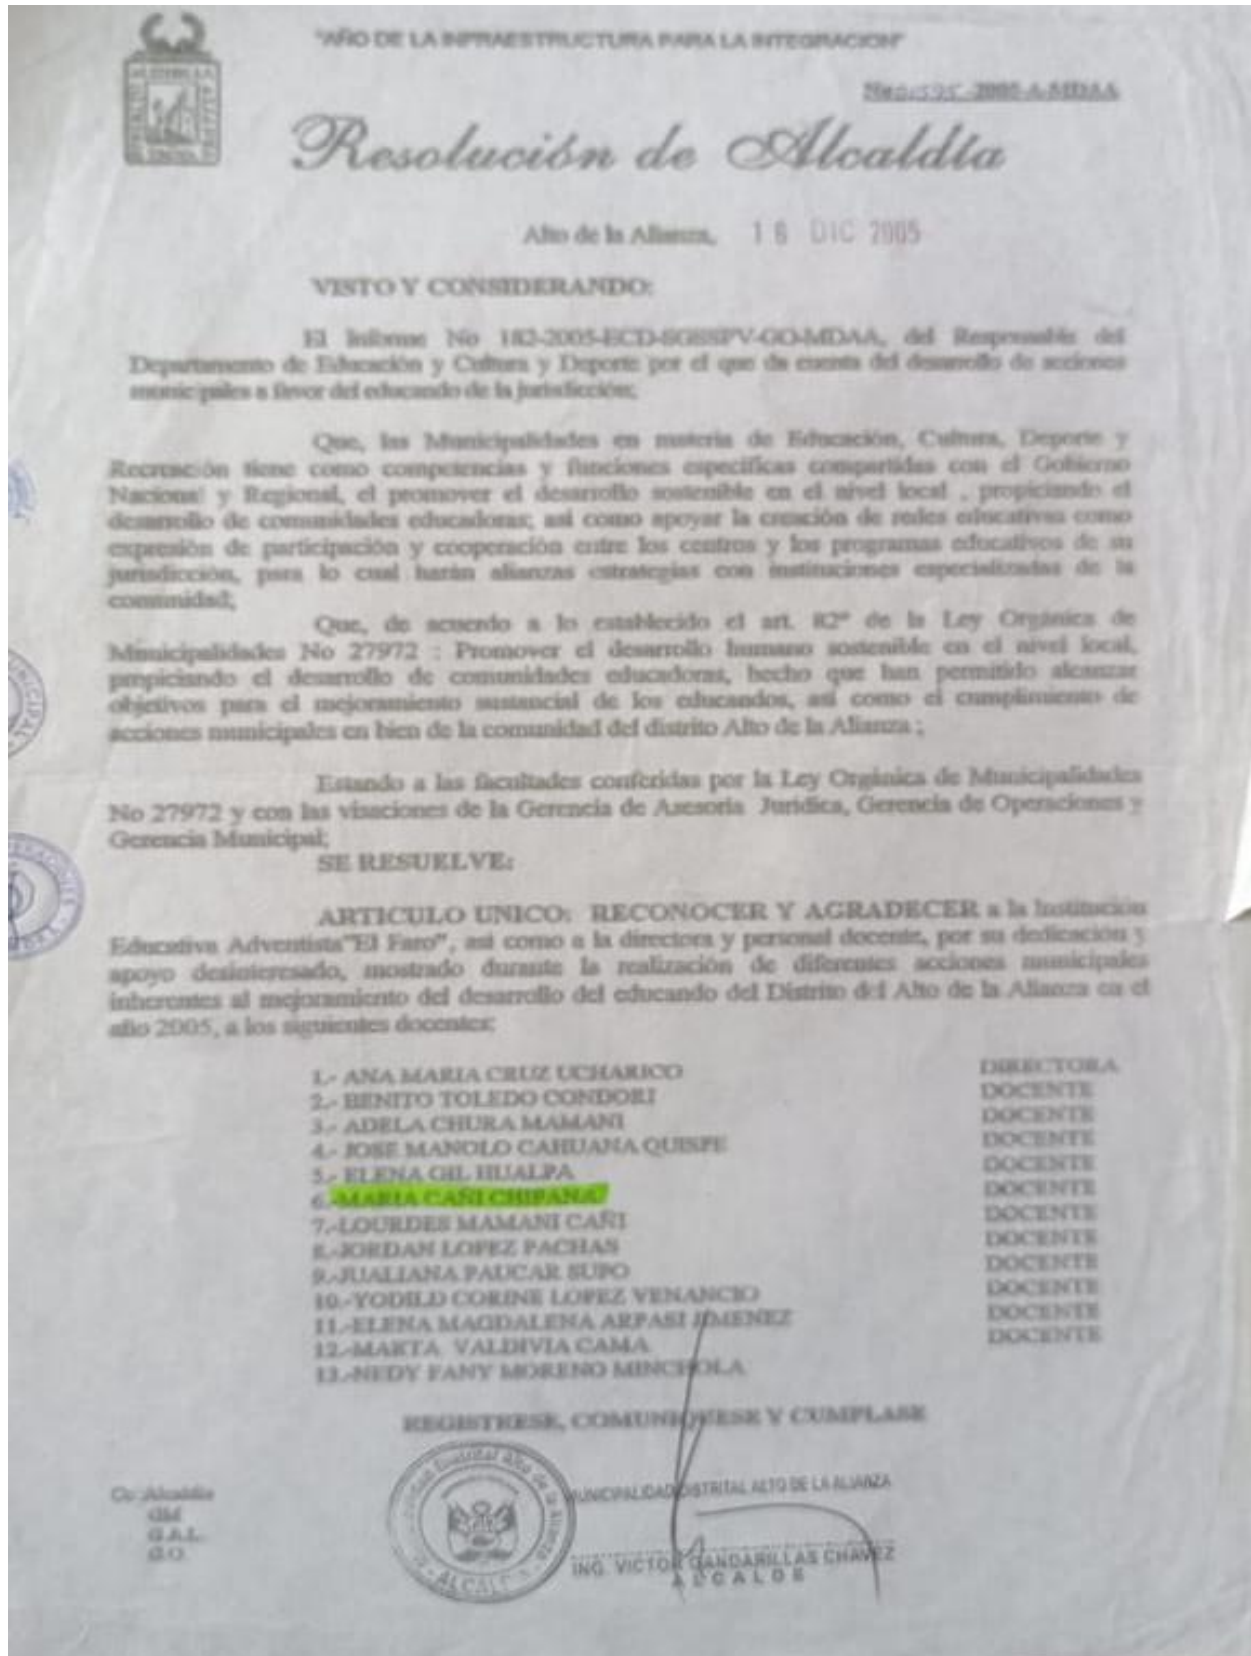 "AÑO DE LA INFRAESTRUCTURA PARA LA INTEGRACION"
-2005-A-MDAA
Resolución de Alcaldía
Alto de la Alianza, 16 DIC 2005
VISTO Y CONSIDERANDO:
El Informe No 182-2005-ECD-SGSSPV-GO-MDAA, del Responsable del
Departamento de Educación y Cultura y Deporte por el que da cuenta del desarrollo de acciones
municipales a favor del educando de la jurisdicción;
Que, las Municipalidades en materia de Educación, Cultura, Deporte y
Recreación tiene como competencias y funciones especificas compartidas con el Gobierno
Nacional y Regional, el promover el desarrollo sostenible en el nivel local , propiciando el
desarrollo de comunidades educadoras; así como apoyar la creación de redes educativas como
expresión de participación y cooperación entre los centros y los programas educativos de su
jurisdicción, para lo cual harán alianzas estrategias con instituciones especializadas de la
comunidad;
Que, de acuerdo a lo establecido el art. 82º de la Ley Orgánica de
Municipalidades No 27972 : Promover el desarrollo humano sostenible en el nivel local,
propiciando el desarrollo de comunidades educadoras, hecho que han permitido alcanzar
objetivos para el mejoramiento sustancial de los educandos, así como el cumplimiento de
acciones municipales en bien de la comunidad del distrito Alto de la Alianza ;
Estando a las facultades conferidas por la Ley Orgánica de Municipalidades
No 27972 y con las visaciones de la Gerencia de Asesoría Jurídica, Gerencia de Operaciones y
Gerencia Municipal;
SE RESUELVE:
ARTICULO UNICO: RECONOCER Y AGRADECER a la Institución
Educativa Adventista"El Faro", así como a la directora y personal docente, por su dedicación y
apoyo desinteresado, mostrado durante la realización de diferentes acciones municipales
inherentes al mejoramiento del desarrollo del educando del Distrito del Alto de la Alianza en el
año 2005, a los siguientes docentes;
1.- ANA MARIA CRUZ UCHARICO DIRECTORA
2.- BENITO TOLEDO CONDORI DOCENTE
3.- ADELA CHURA MAMANI DOCENTE
4.- JOSE MANOLO CAHUANA QUISPE DOCENTE
5.- ELENA GIL HUALPA DOCENTE
6.-MARIA CAÑI CHIPANA DOCENTE
7.-LOURDES MAMANI CAÑI DOCENTE
8.-JORDAN LOPEZ PACHAS DOCENTE
9.-JUALIANA PAUCAR SUPO DOCENTE
10.-YODILD CORINE LOPEZ VENANCIO DOCENTE
11.-ELENA MAGDALENA ARPASI JIMENEZ DOCENTE
12.-MARTA VALDIVIA CAMA DOCENTE
13.-NEDY FANY MORENO MINCHOLA
REGISTRESE, COMUNIQUESE Y CUMPLASE
Cc:Alcaldía
GM
G.A.L.
G.O.
Distrital Alto de la Alianza
ALCALDIA
MUNICIPALIDAD DISTRITAL ALTO DE LA ALIANZA
ING. VICTOR GANDARILLAS CHAVEZ
ALCALDE